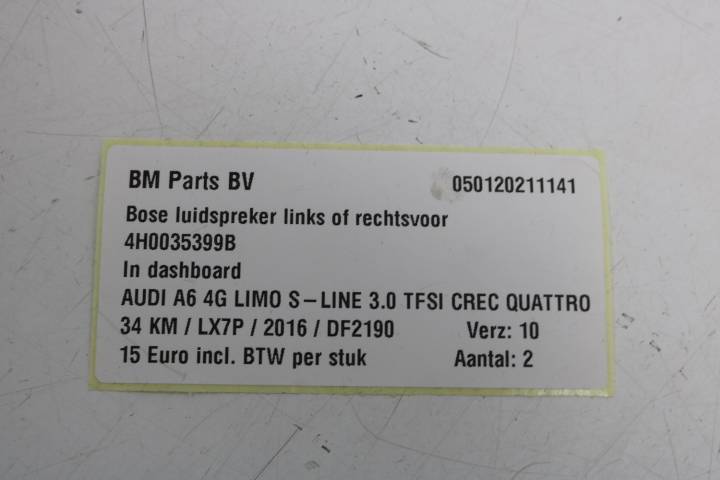 BM Parts BV 050120211141
Bose luidspreker links of rechtsvoor
4H0035399B
In dashboard
AUDI A6 4G LIMO S-LINE 3.0 TFSI CREC QUATTRO
34 KM / LX7P / 2016 / DF2190 Verz: 10
15 Euro incl. BTW per stuk Aantal: 2